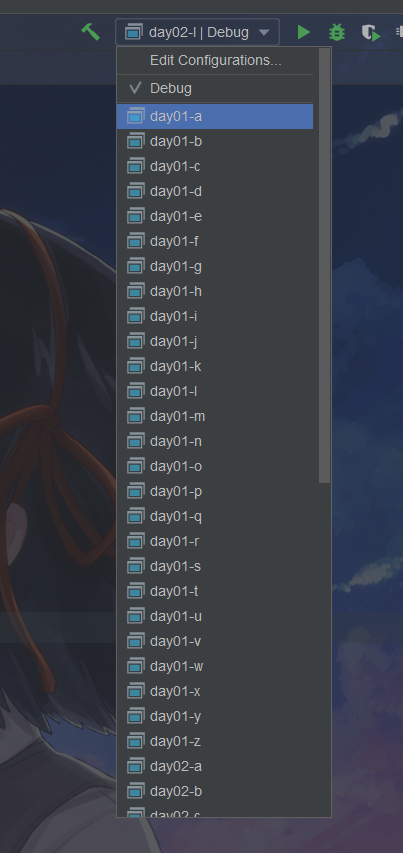 day02-l | Debug
Edit Configurations...
Debug
day01-a
day01-b
day01-c
day01-d
day01-e
day01-f
day01-g
day01-h
day01-i
day01-j
day01-k
day01-l
day01-m
day01-n
day01-o
day01-p
day01-q
day01-r
day01-s
day01-t
day01-u
day01-v
day01-w
day01-x
day01-y
day01-z
day02-a
day02-b
day02-c